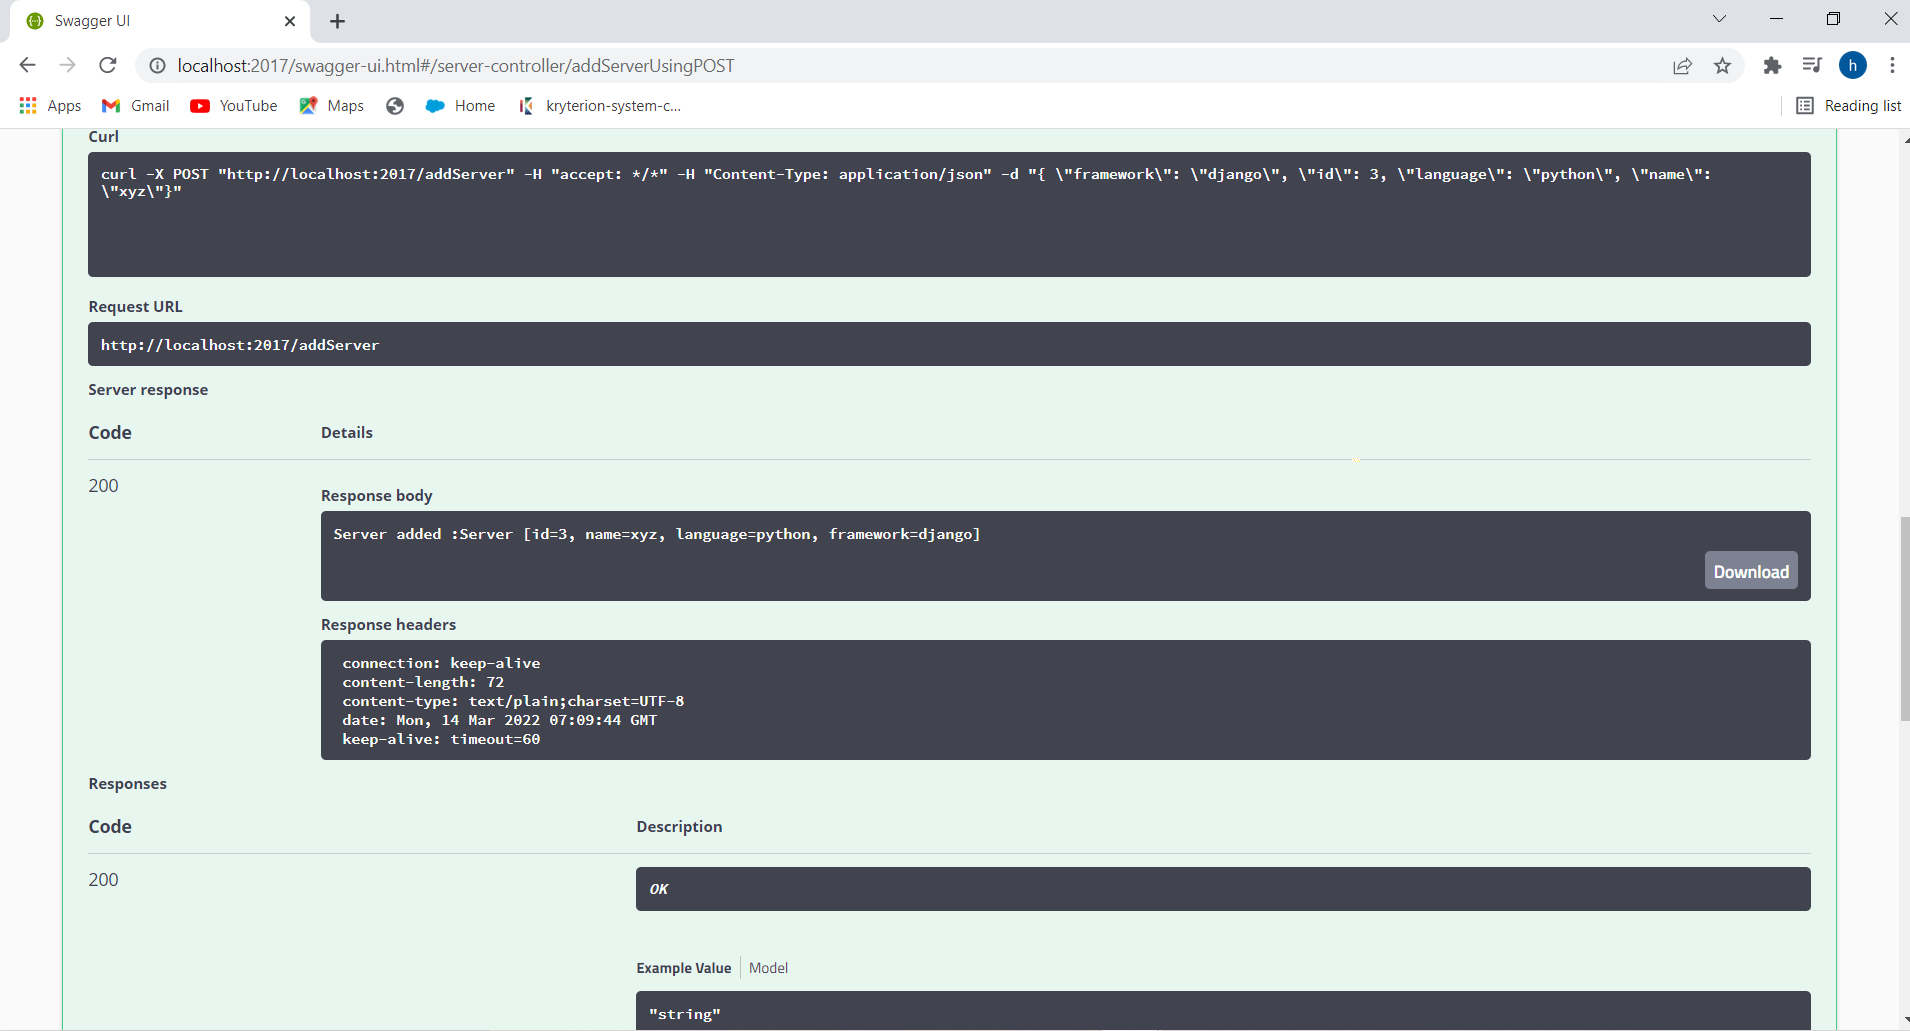 Swagger UI
localhost:2017/swagger-ui.html#/server-controller/addServerUsingPOST
h
Apps Gmail YouTube Maps Home kryterion-system-c... Reading list
Curl
curl -X POST "http://localhost:2017/addServer" -H "accept: */*" -H "Content-Type: application/json" -d "{ \"framework\": \"django\", \"id\": 3, \"language\": \"python\", \"name\":
\"xyz\"}"
Request URL
http://localhost:2017/addServer
Server response
Code Details
200
Response body
Server added :Server [id=3, name=xyz, language=python, framework=django]
Download
Response headers
connection: keep-alive
content-length: 72
content-type: text/plain;charset=UTF-8
date: Mon, 14 Mar 2022 07:09:44 GMT
keep-alive: timeout=60
Responses
Code Description
200
OK
Example Value Model
"string"